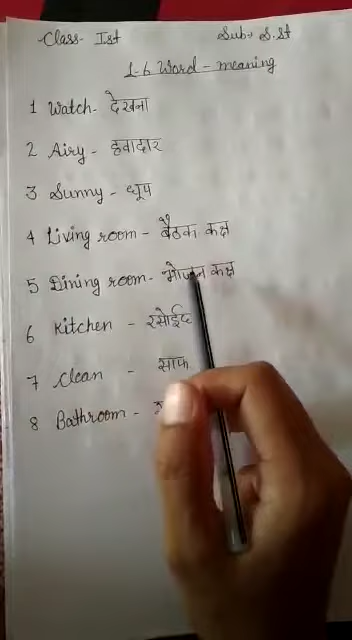 Class- Ist Sub:- S.St
L-6 Word - meaning
1 Watch- देखना
2 Airy - हवादार
3 Sunny - धूप
4 Living room - बैठक कक्ष
5 Dining room- भोजन कक्ष
6 Kitchen - रसोई
7 Clean - साफ
8 Bathroom -